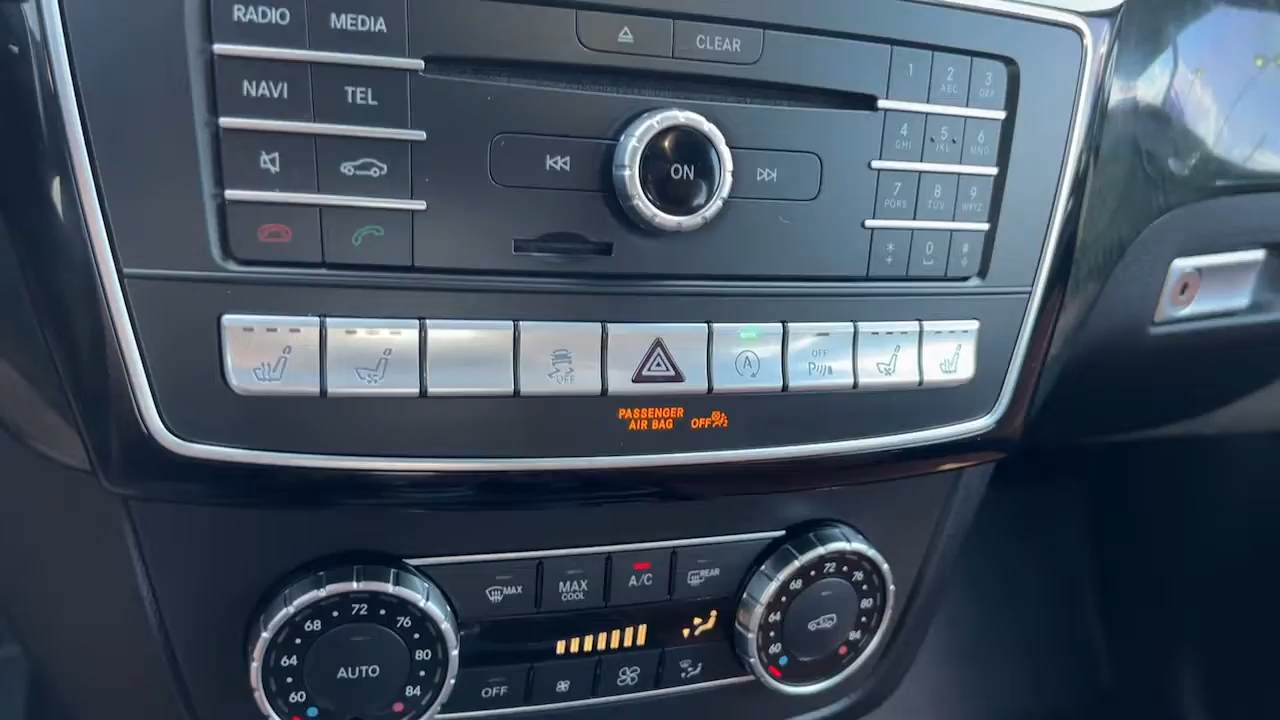 RADIO
MEDIA
NAVI
TEL
CLEAR
ON
1
2 ABC
3 DEF
4 GHI
5 JKL
6 MNO
7 PQRS
8 TUV
9 WXYZ
*
0
#
OFF
A
OFF
P
PASSENGER
AIR BAG OFF
MAX
MAX
COOL
A/C
REAR
60 64 68 72 76 80 84
AUTO
60 64 68 72 76 80 84
OFF